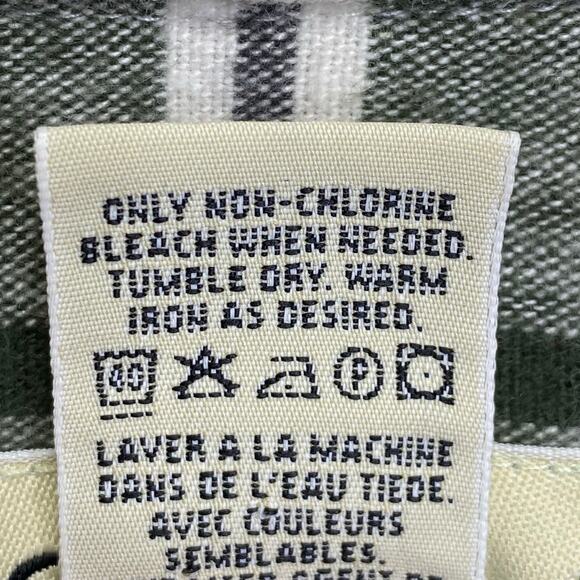 ONLY NON-CHLORINE
BLEACH WHEN NEEDED.
TUMBLE DRY. WARM
IRON AS DESIRED.
40 P
LAVER A LA MACHINE
DANS DE L'EAU TIEDE.
AVEC COULEURS
SEMBLABLES.